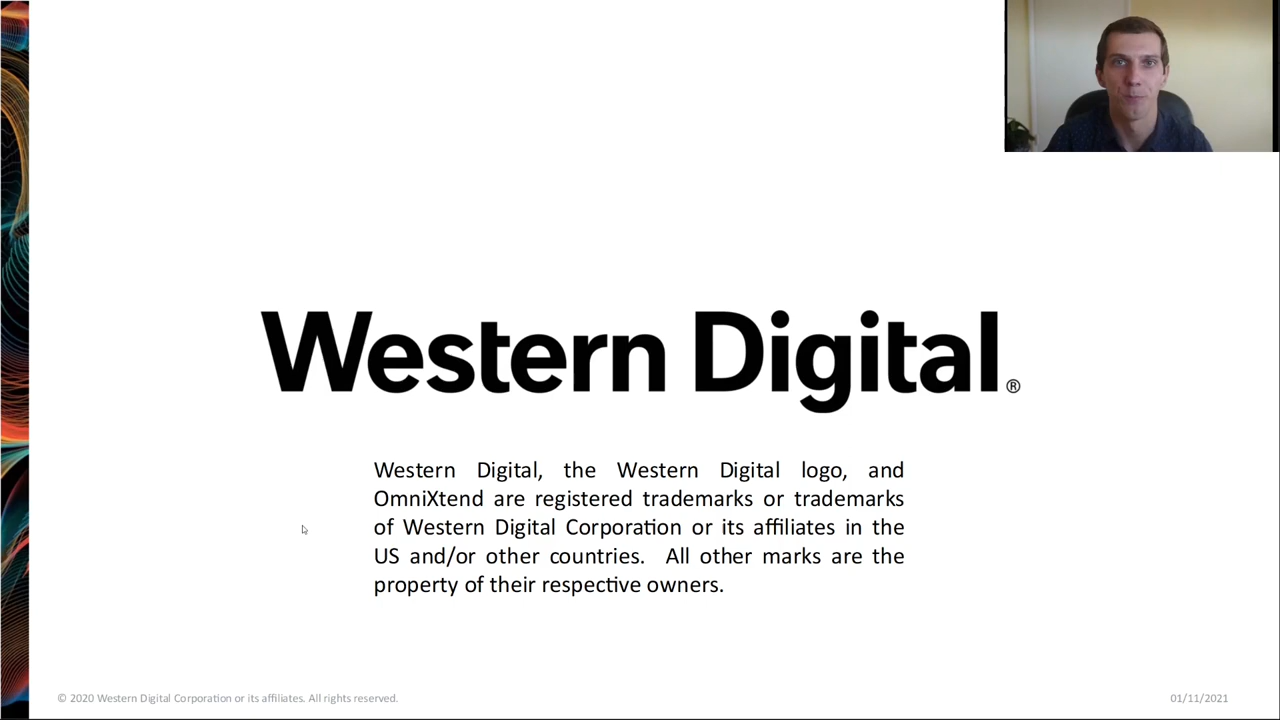 Western Digital®
Western Digital, the Western Digital logo, and
OmniXtend are registered trademarks or trademarks
of Western Digital Corporation or its affiliates in the
US and/or other countries. All other marks are the
property of their respective owners.
© 2020 Western Digital Corporation or its affiliates. All rights reserved.
01/11/2021